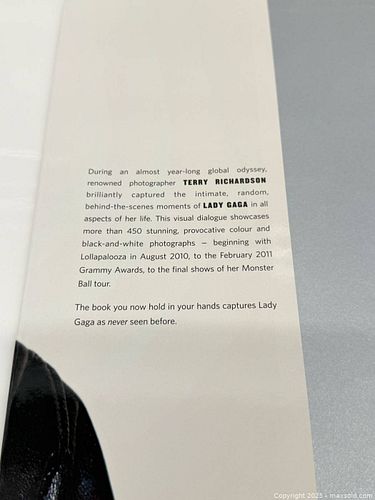 During an almost year-long global odyssey,
renowned photographer TERRY RICHARDSON
brilliantly captured the intimate, random,
behind-the-scenes moments of LADY GAGA in all
aspects of her life. This visual dialogue showcases
more than 450 stunning, provocative colour and
black-and-white photographs – beginning with
Lollapalooza in August 2010, to the February 2011
Grammy Awards, to the final shows of her Monster
Ball tour.
The book you now hold in your hands captures Lady
Gaga as never seen before.
Copyright 2025 - maxsold.com